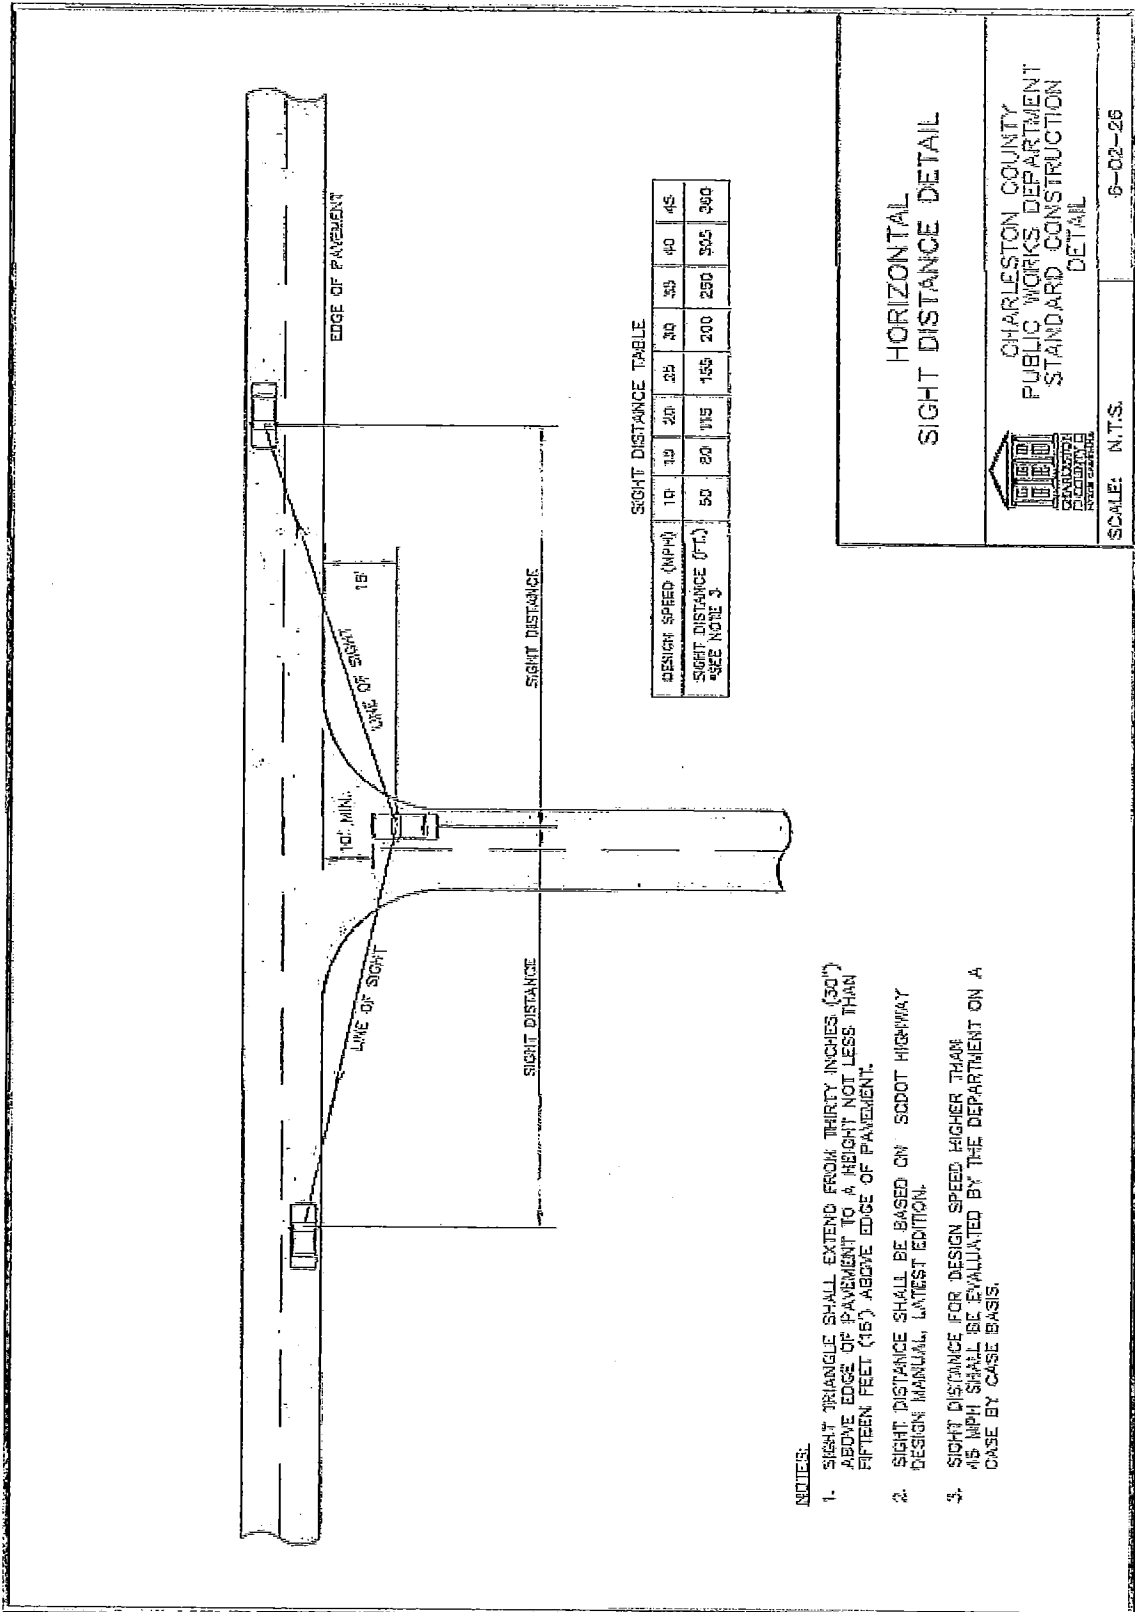 EDGE OF PAVEMENT
15'
10' MIN.
LINE OF SIGHT
LINE OF SIGHT
SIGHT DISTANCE
SIGHT DISTANCE
SIGHT DISTANCE TABLE
DESIGN SPEED (MPH) 10 15 20 25 30 35 40 45
SIGHT DISTANCE (FT.) 50 80 115 155 200 250 305 360
*SEE NOTE 3
NOTES:
1. SIGHT TRIANGLE SHALL EXTEND FROM THIRTY INCHES (30")
ABOVE EDGE OF PAVEMENT TO A HEIGHT NOT LESS THAN
FIFTEEN FEET (15') ABOVE EDGE OF PAVEMENT.
2. SIGHT DISTANCE SHALL BE BASED ON SCDOT HIGHWAY
DESIGN MANUAL, LATEST EDITION.
3. SIGHT DISTANCE FOR DESIGN SPEED HIGHER THAN
45 MPH SHALL BE EVALUATED BY THE DEPARTMENT ON A
CASE BY CASE BASIS.
HORIZONTAL
SIGHT DISTANCE DETAIL
CHARLESTON COUNTY
PUBLIC WORKS DEPARTMENT
STANDARD CONSTRUCTION
DETAIL
CHARLESTON
COUNTY
SCALE: N.T.S.
6-02-26